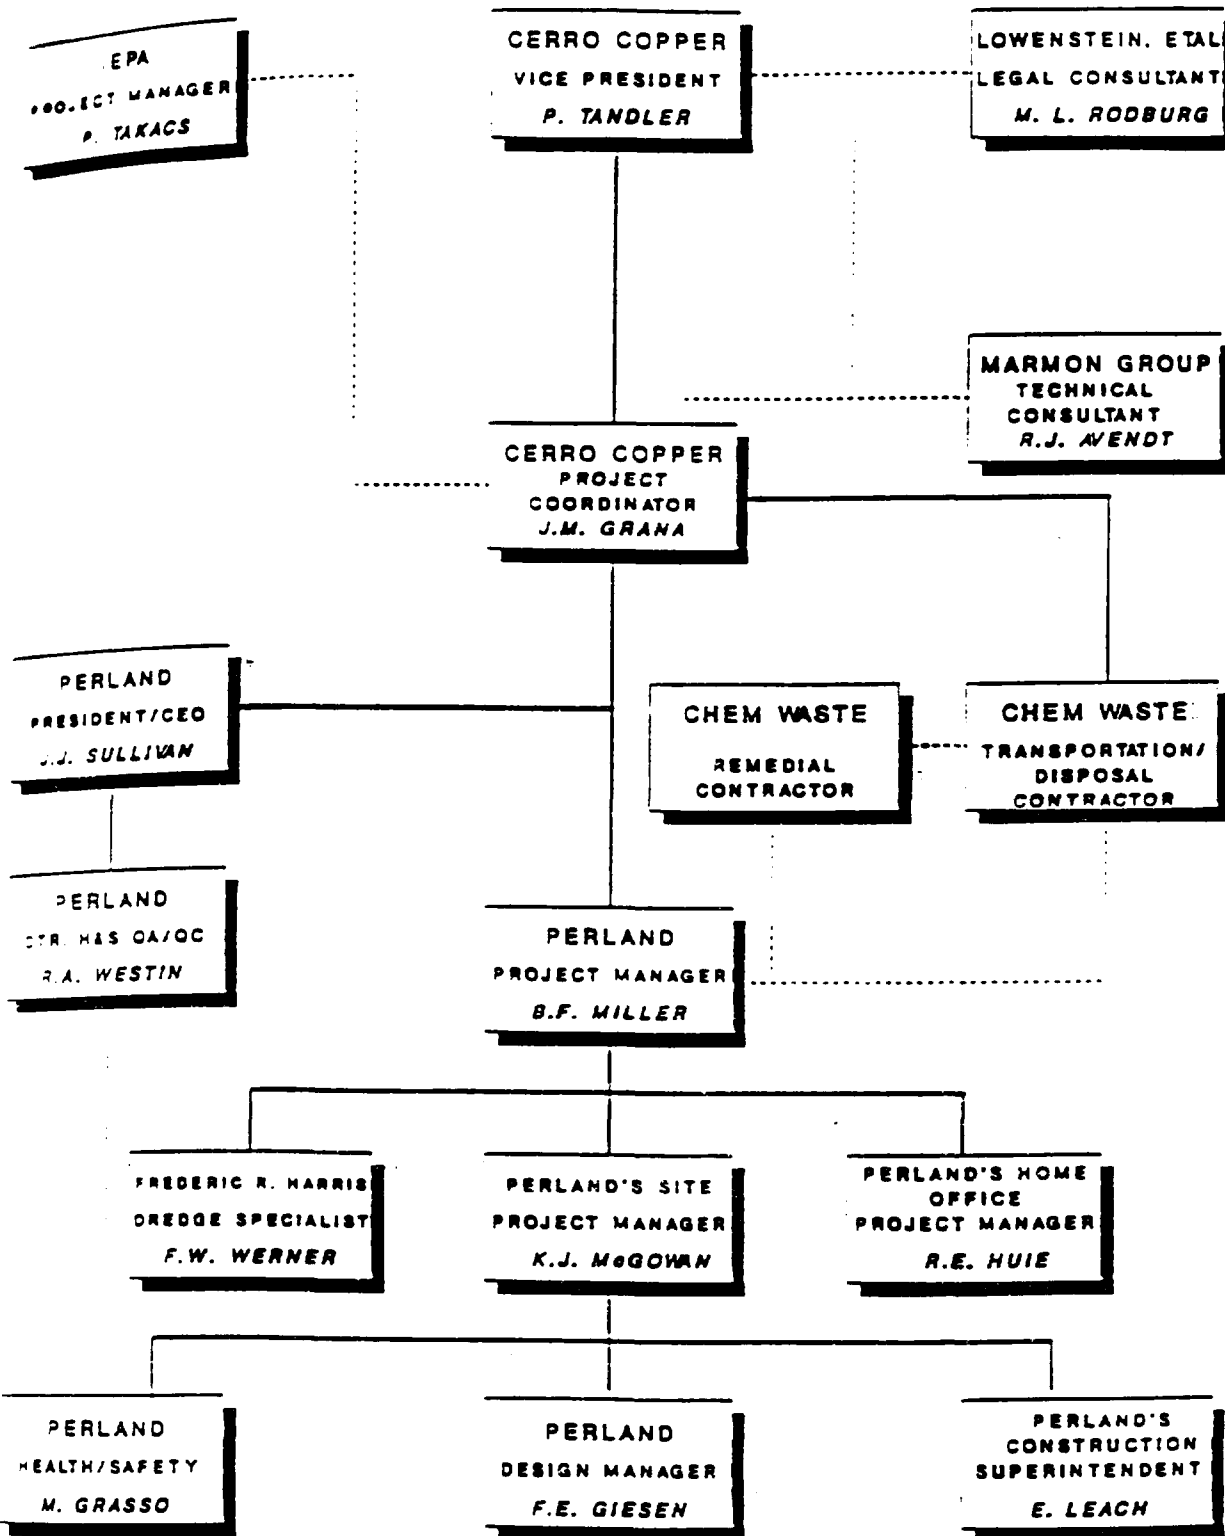 EPA
PROJECT MANAGER
P. TAKACS
CERRO COPPER
VICE PRESIDENT
P. TANDLER
LOWENSTEIN, ETAL
LEGAL CONSULTANT
M. L. RODBURG
MARMON GROUP
TECHNICAL
CONSULTANT
R.J. AVENDT
CERRO COPPER
PROJECT
COORDINATOR
J.M. GRANA
PERLAND
PRESIDENT/CEO
J.J. SULLIVAN
CHEM WASTE
REMEDIAL
CONTRACTOR
CHEM WASTE
TRANSPORTATION/
DISPOSAL
CONTRACTOR
PERLAND
H&S QA/QC
R.A. WESTIN
PERLAND
PROJECT MANAGER
B.F. MILLER
FREDERIC R. HARRIS
DREDGE SPECIALIST
F.W. WERNER
PERLAND'S SITE
PROJECT MANAGER
K.J. McGOWAN
PERLAND'S HOME
OFFICE
PROJECT MANAGER
R.E. HUIE
PERLAND
HEALTH/SAFETY
M. GRASSO
PERLAND
DESIGN MANAGER
F.E. GIESEN
PERLAND'S
CONSTRUCTION
SUPERINTENDENT
E. LEACH